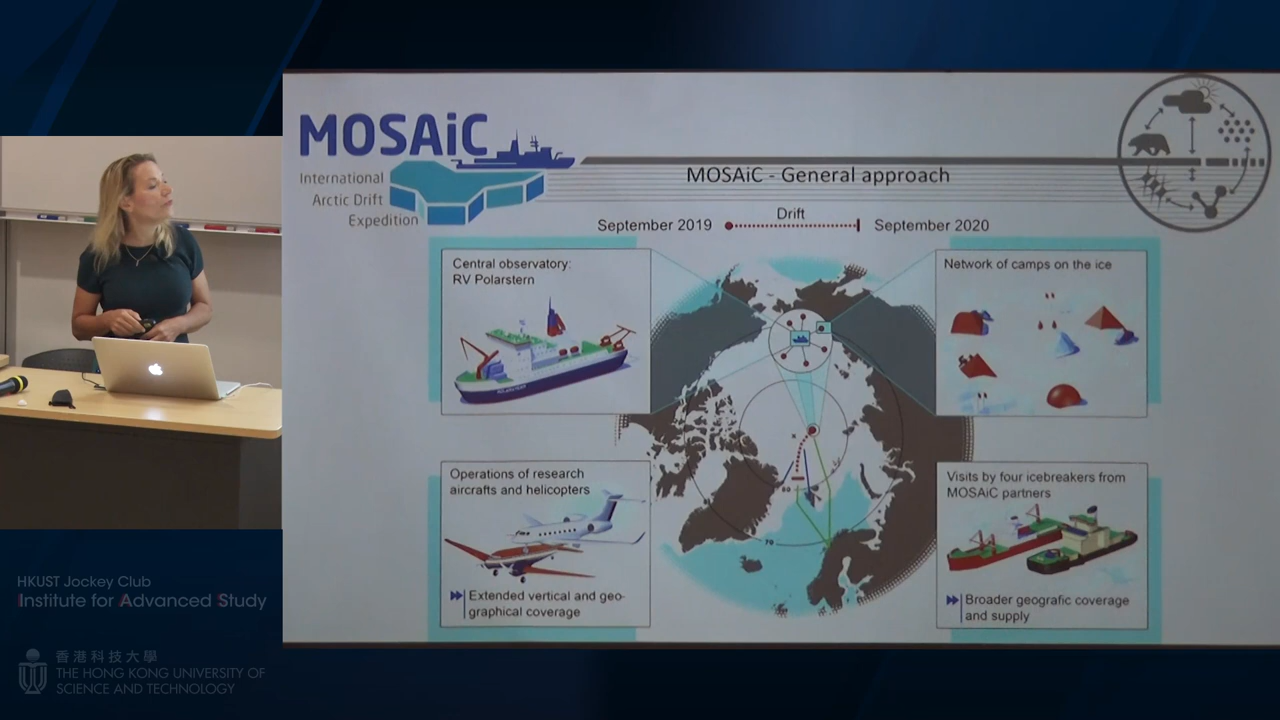 MOSAiC
International
Arctic Drift
Expedition
MOSAiC - General approach
Drift
September 2019
September 2020
Central observatory:
RV Polarstern
Network of camps on the ice
Operations of research
aircrafts and helicopters
Extended vertical and geo-
graphical coverage
Visits by four icebreakers from
MOSAiC partners
Broader geografic coverage
and supply
80
70
HKUST Jockey Club
Institute for Advanced Study
香港科技大學
THE HONG KONG UNIVERSITY OF
SCIENCE AND TECHNOLOGY